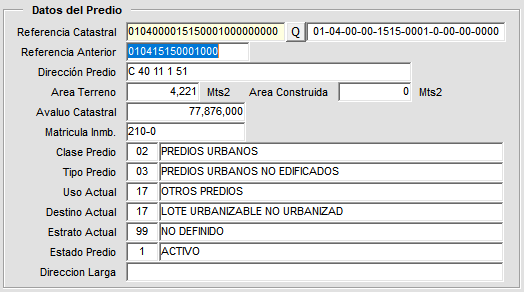 Datos del Predio
Referencia Catastral 0104000015150001000000000 Q 01-04-00-00-1515-0001-0-00-00-0000
Referencia Anterior 010415150001000
Dirección Predio C 40 11 1 51
Area Terreno 4,221 Mts2 Area Construida 0 Mts2
Avaluo Catastral 77,876,000
Matricula Inmb. 210-0
Clase Predio 02 PREDIOS URBANOS
Tipo Predio 03 PREDIOS URBANOS NO EDIFICADOS
Uso Actual 17 OTROS PREDIOS
Destino Actual 17 LOTE URBANIZABLE NO URBANIZAD
Estrato Actual 99 NO DEFINIDO
Estado Predio 1 ACTIVO
Direccion Larga